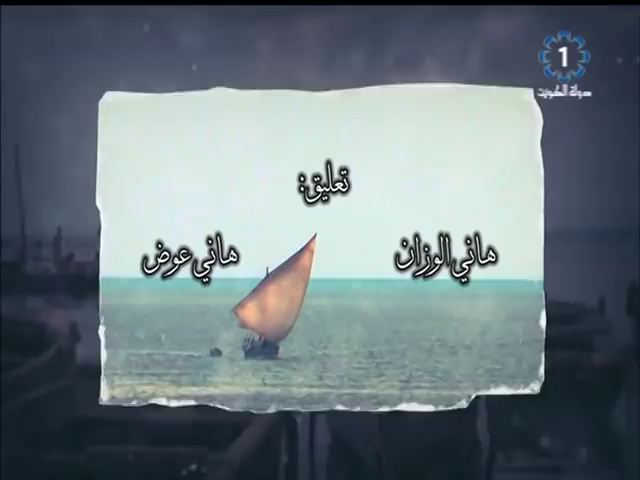 1
دولة الكويت
تعليق:
هاني الوزان
هاني عوض